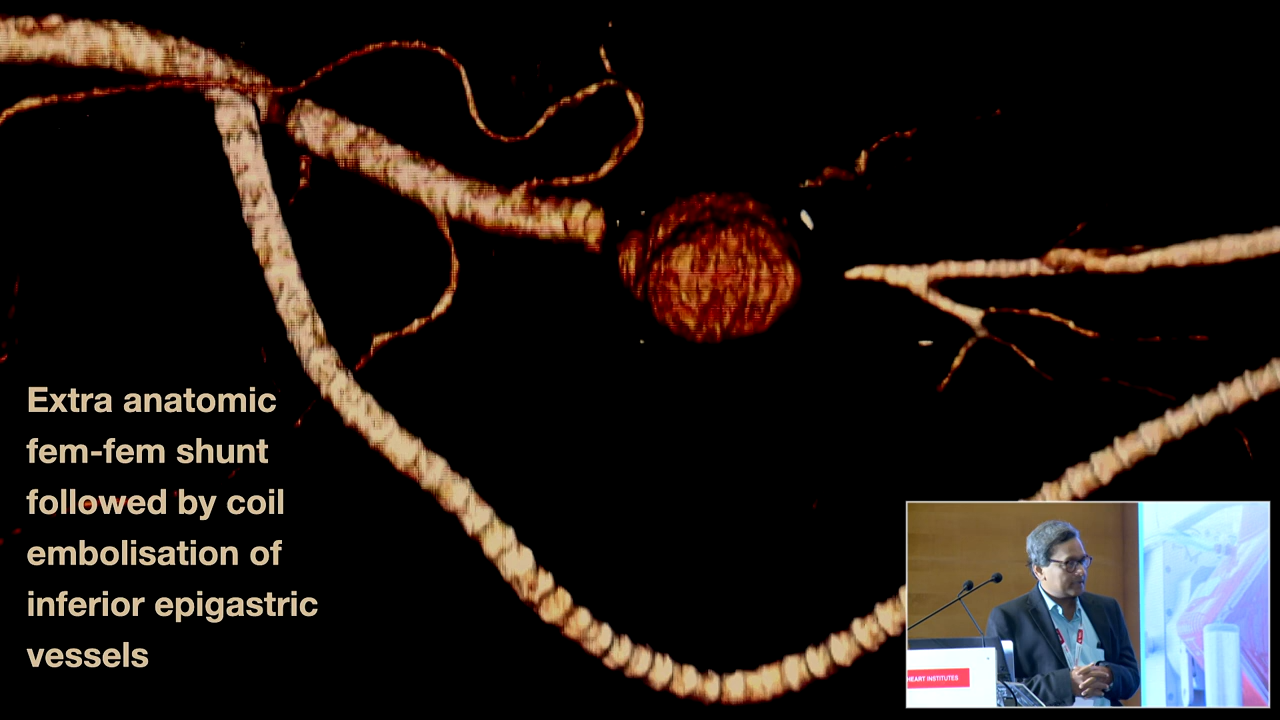 Extra anatomic
fem-fem shunt
followed by coil
embolisation of
inferior epigastric
vessels
HEART INSTITUTES